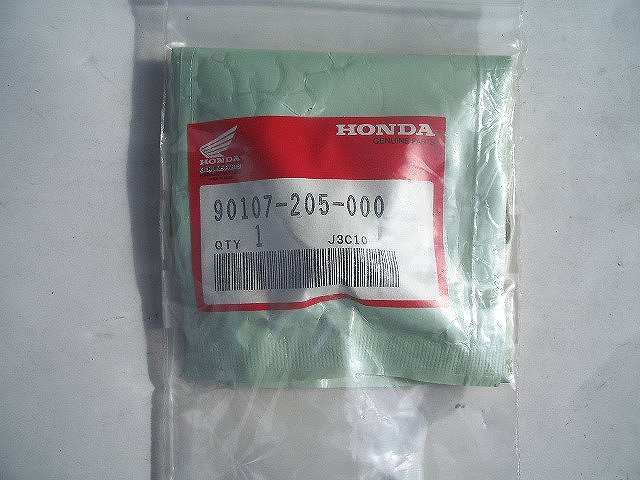 HONDA
GENUINE PARTS
HONDA
90107-205-000
QTY 1 J3C10